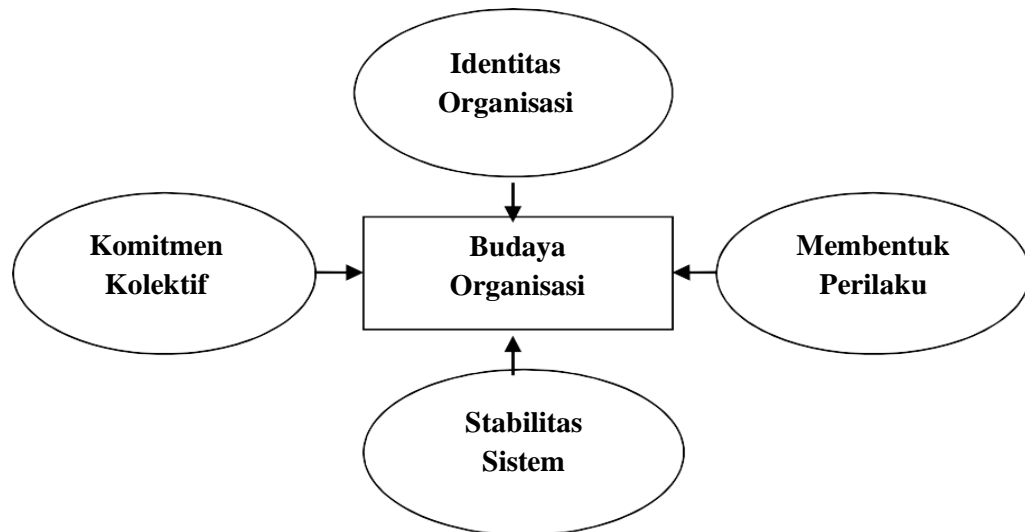 Identitas
Organisasi
Komitmen
Kolektif
Budaya
Organisasi
Membentuk
Perilaku
Stabilitas
Sistem